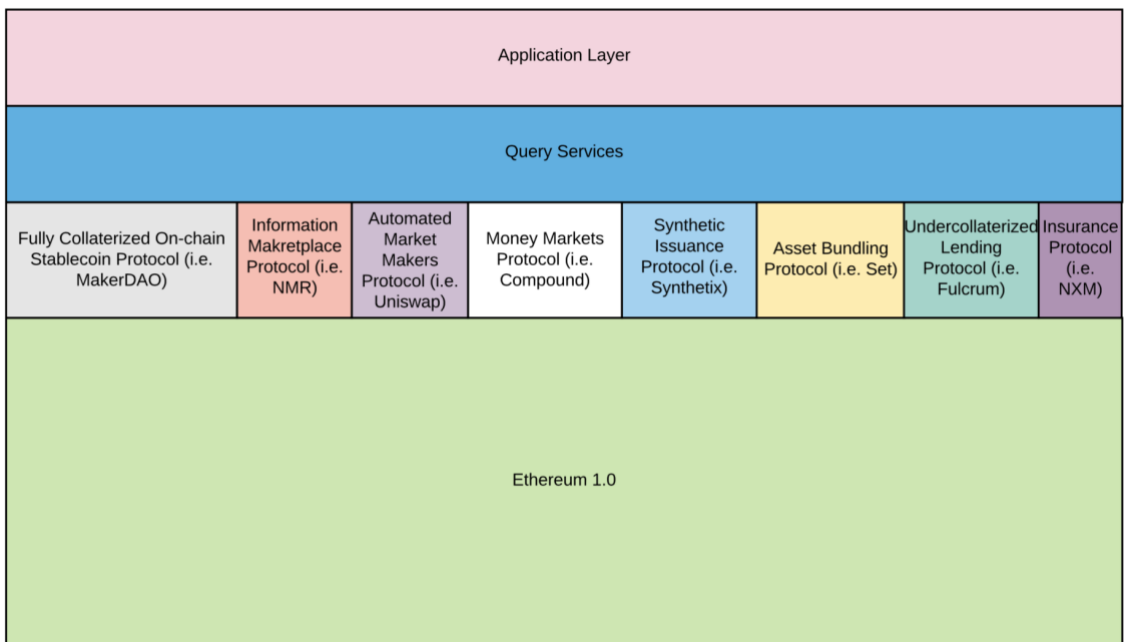 Application Layer
Query Services
Fully Collaterized On-chain
Stablecoin Protocol (i.e.
MakerDAO)
Information
Makretplace
Protocol (i.e.
NMR)
Automated
Market
Makers
Protocol (i.e.
Uniswap)
Money Markets
Protocol (i.e.
Compound)
Synthetic
Issuance
Protocol (i.e.
Synthetix)
Asset Bundling
Protocol (i.e. Set)
Undercollaterized
Lending
Protocol (i.e.
Fulcrum)
Insurance
Protocol
(i.e.
NXM)
Ethereum 1.0